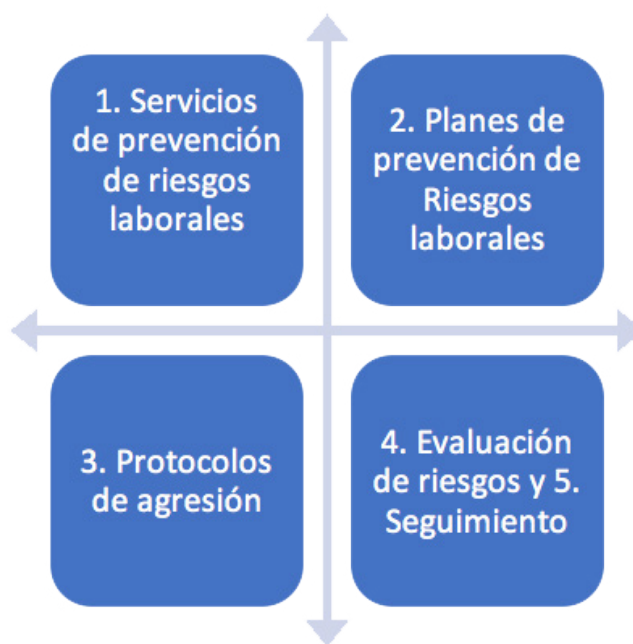 1. Servicios
de prevención
de riesgos
laborales
2. Planes de
prevención de
Riesgos
laborales
3. Protocolos
de agresión
4. Evaluación
de riesgos y 5.
Seguimiento